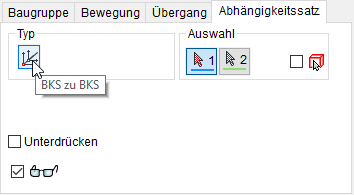 Baugruppe Bewegung Übergang Abhängigkeitssatz
Typ Auswahl
1 2
BKS zu BKS
Unterdrücken